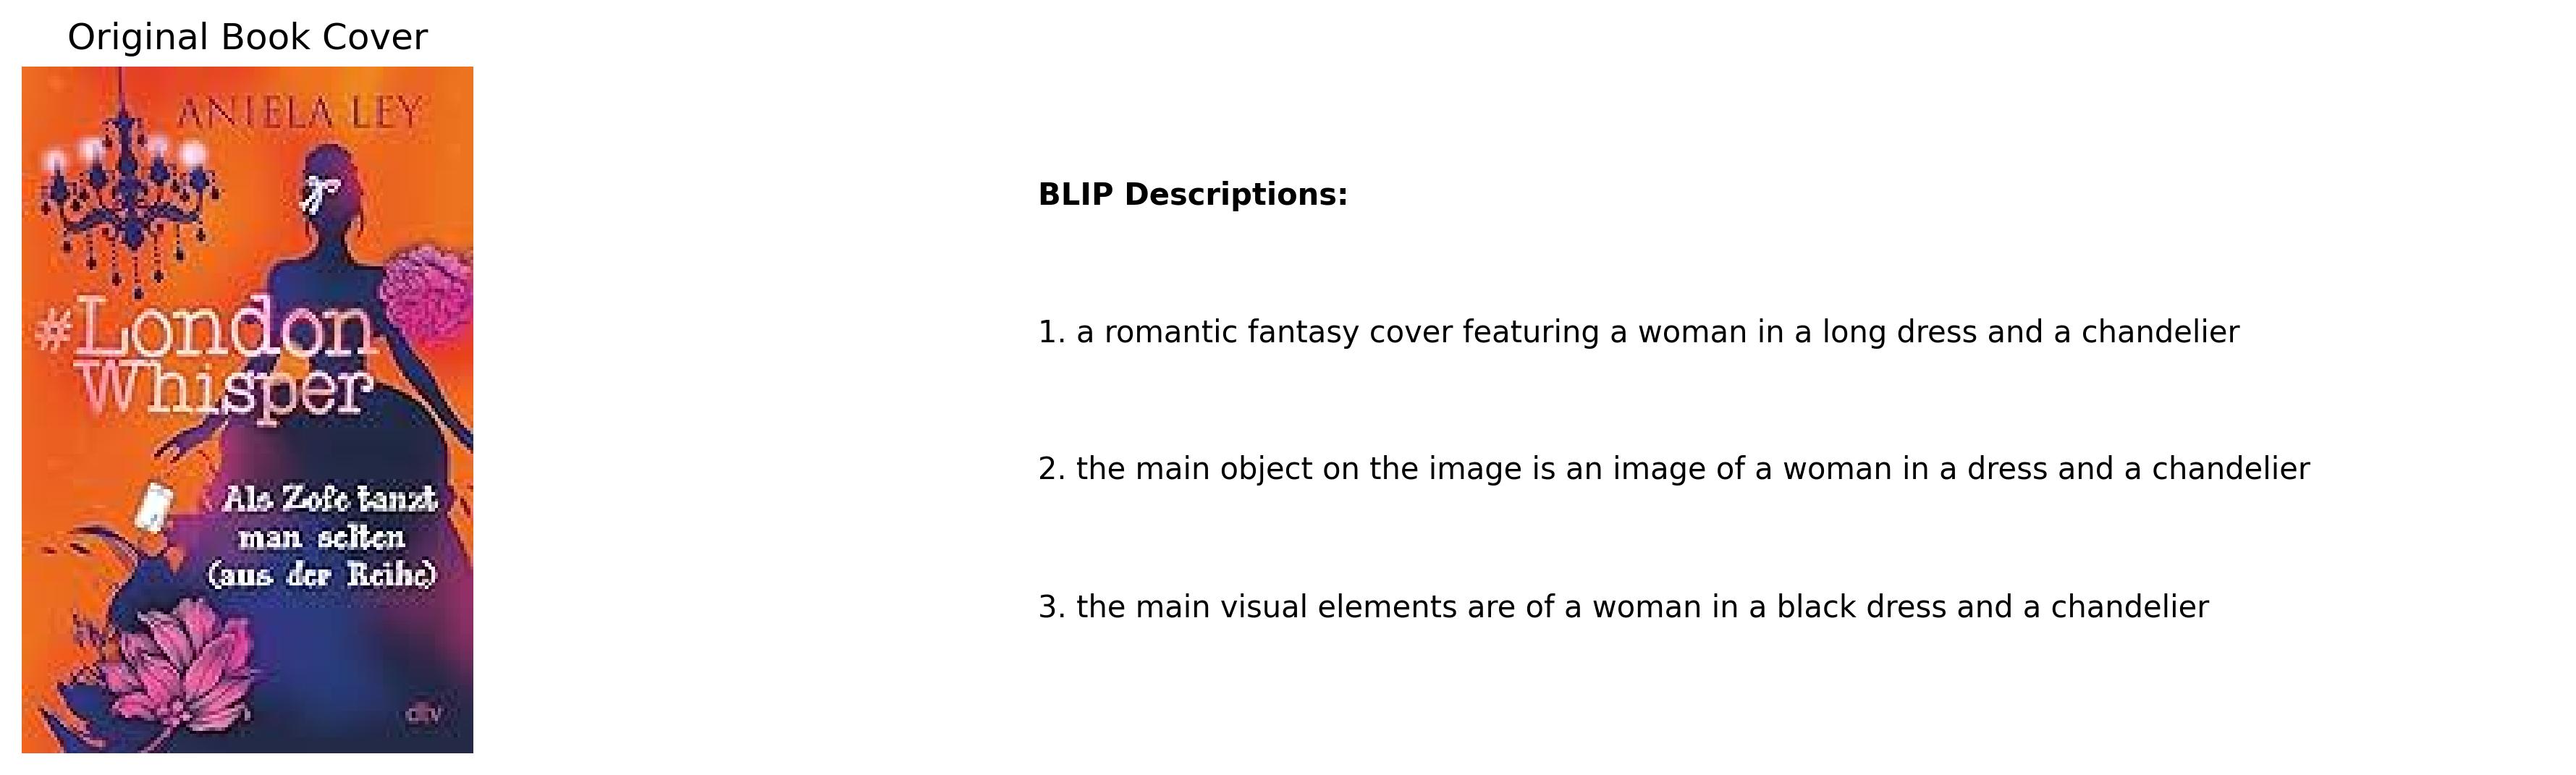 Original Book Cover
ANIELA LEY
#London
Whisper
Als Zofe tanzt
man selten
(aus der Reihe)
dtv
BLIP Descriptions:
1. a romantic fantasy cover featuring a woman in a long dress and a chandelier
2. the main object on the image is an image of a woman in a dress and a chandelier
3. the main visual elements are of a woman in a black dress and a chandelier